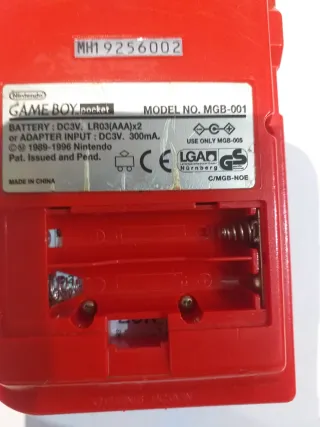 MH19256002
Nintendo
GAME BOY pocket MODEL NO. MGB-001
BATTERY : DC3V. LR03(AAA)x2
or ADAPTER INPUT : DC3V. 300mA.
USE ONLY MGB-005
©Ⓜ 1989-1996 Nintendo
Pat. Issued and Pend.
CE
LGA
Nürnberg
GS
MADE IN CHINA
C/MGB-NOE